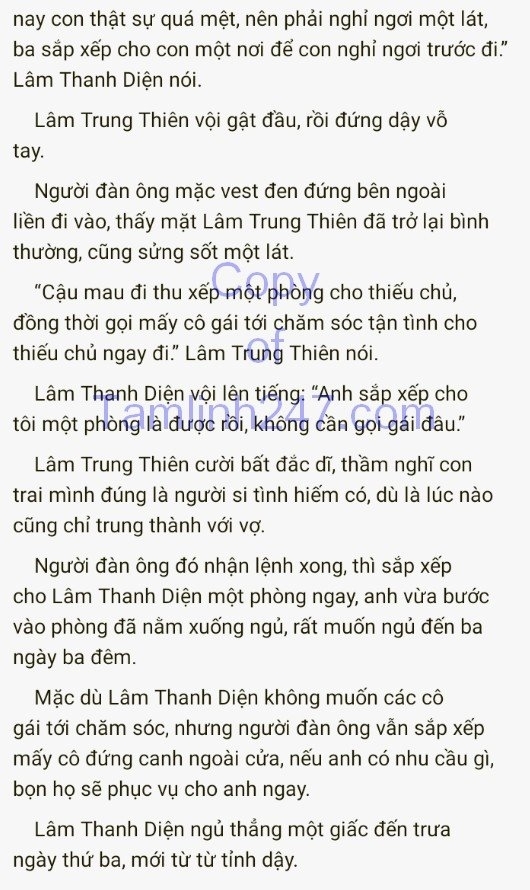 nay con thật sự quá mệt, nên phải nghỉ ngơi một lát,
ba sắp xếp cho con một nơi để con nghỉ ngơi trước đi.”
Lâm Thanh Diện nói.
Lâm Trung Thiên vội gật đầu, rồi đứng dậy vỗ
tay.
Người đàn ông mặc vest đen đứng bên ngoài
liền đi vào, thấy mặt Lâm Trung Thiên đã trở lại bình
thường, cũng sửng sốt một lát.
“Cậu mau đi thu xếp một phòng cho thiếu chủ,
đồng thời gọi mấy cô gái tới chăm sóc tận tình cho
thiếu chủ ngay đi.” Lâm Trung Thiên nói.
Lâm Thanh Diện vội lên tiếng: “Anh sắp xếp cho
tôi một phòng là được rồi, không cần gọi gái đâu.”
Lâm Trung Thiên cười bất đắc dĩ, thầm nghĩ con
trai mình đúng là người si tình hiếm có, dù là lúc nào
cũng chỉ trung thành với vợ.
Người đàn ông đó nhận lệnh xong, thì sắp xếp
cho Lâm Thanh Diện một phòng ngay, anh vừa bước
vào phòng đã nằm xuống ngủ, rất muốn ngủ đến ba
ngày ba đêm.
Mặc dù Lâm Thanh Diện không muốn các cô
gái tới chăm sóc, nhưng người đàn ông vẫn sắp xếp
mấy cô đứng canh ngoài cửa, nếu anh có nhu cầu gì,
bọn họ sẽ phục vụ cho anh ngay.
Lâm Thanh Diện ngủ thẳng một giấc đến trưa
ngày thứ ba, mới từ từ tỉnh dậy.
Copy
of
Tamlinh247.com